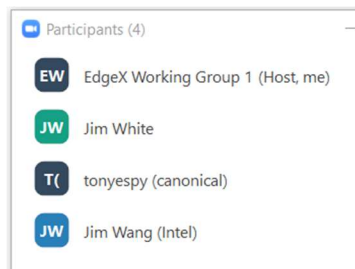 Participants (4)
EW EdgeX Working Group 1 (Host, me)
JW Jim White
T( tonyespy (canonical)
JW Jim Wang (Intel)